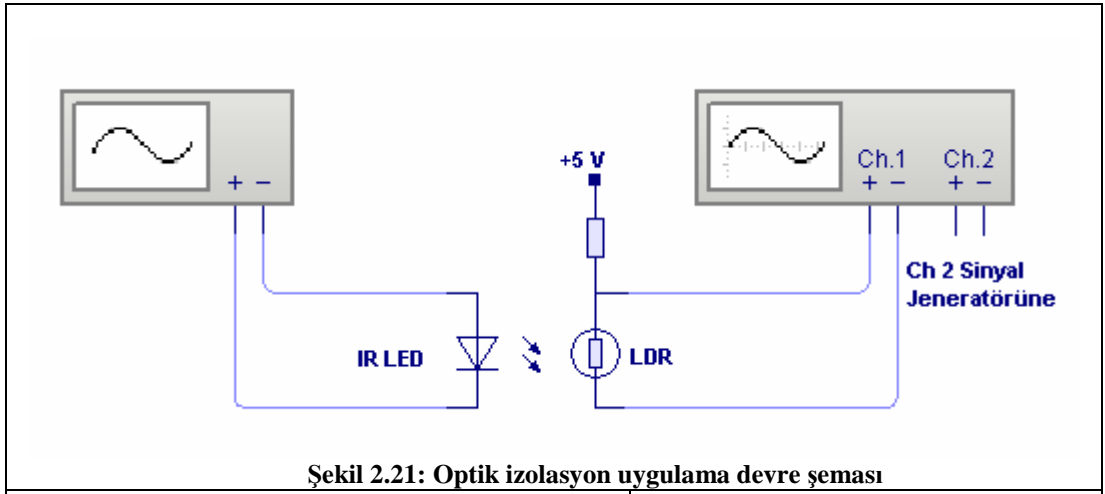 + −
+5 V
Ch.1 Ch.2
+ − + −
Ch 2 Sinyal
Jeneratörüne
IR LED
LDR
Şekil 2.21: Optik izolasyon uygulama devre şeması